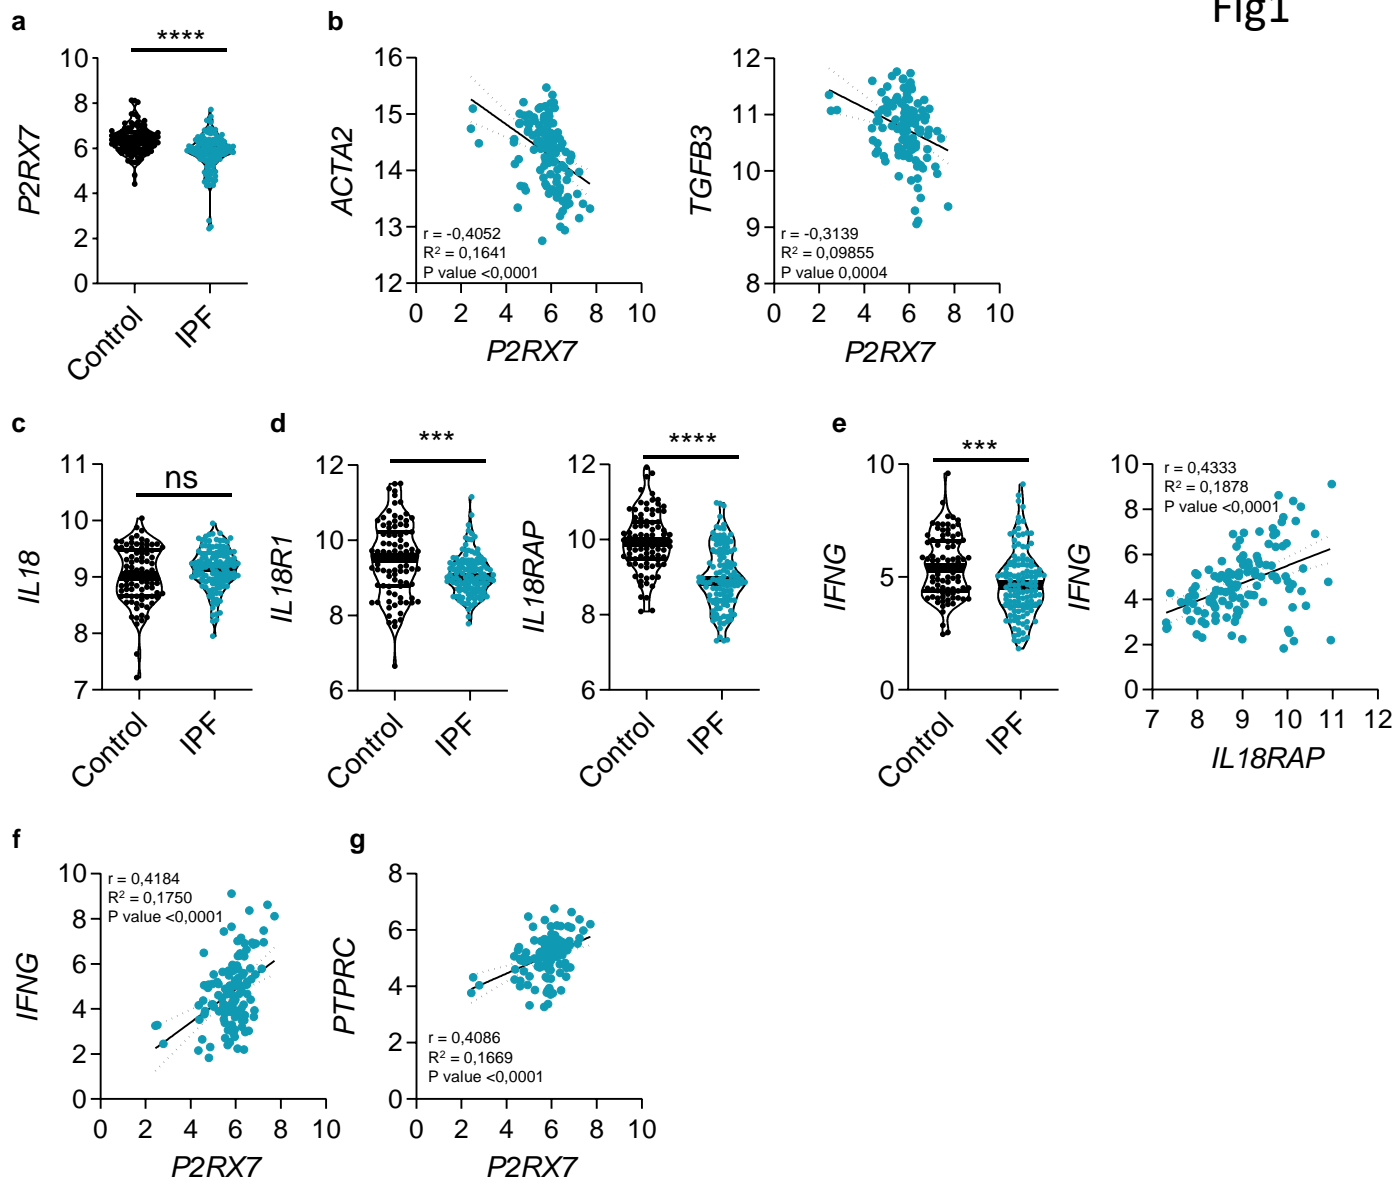 Fig1
a
****
10
8
6
4
2
0
P2RX7
Control
IPF
b
16
15
14
13
12
ACTA2
r = -0,4052
R² = 0,1641
P value <0,0001
0 2 4 6 8 10
P2RX7
12
11
10
9
8
TGFB3
r = -0,3139
R² = 0,09855
P value 0,0004
0 2 4 6 8 10
P2RX7
c
ns
11
10
9
8
7
IL18
Control
IPF
d
***
12
10
8
6
IL18R1
Control
IPF
****
12
10
8
6
IL18RAP
Control
IPF
e
***
10
5
0
IFNG
Control
IPF
10
8
6
4
2
0
IFNG
r = 0,4333
R² = 0,1878
P value <0,0001
7 8 9 10 11 12
IL18RAP
f
10
8
6
4
2
0
IFNG
r = 0,4184
R² = 0,1750
P value <0,0001
0 2 4 6 8 10
P2RX7
g
8
6
4
2
0
PTPRC
r = 0,4086
R² = 0,1669
P value <0,0001
0 2 4 6 8 10
P2RX7